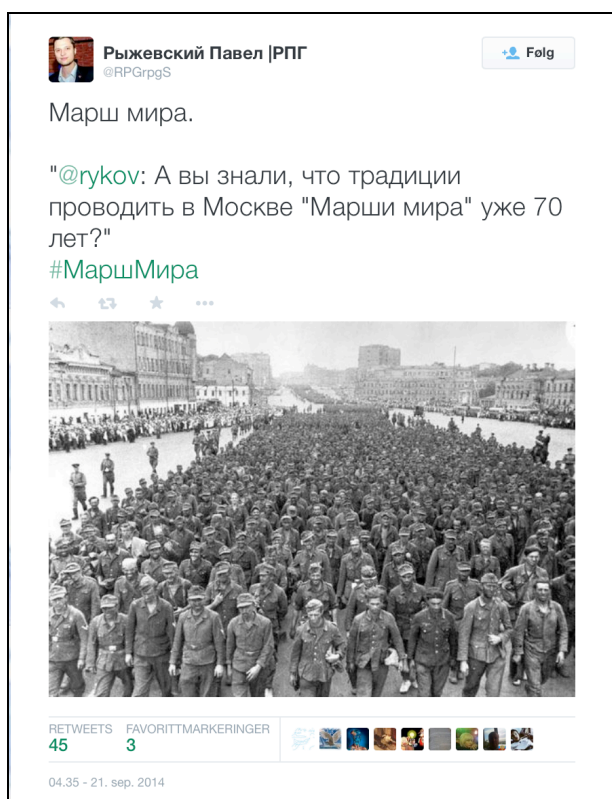 Рыжевский Павел |РПГ
@RPGrpgS
Følg
Марш мира.
"@rykov: А вы знали, что традиции
проводить в Москве "Марши мира" уже 70
лет?"
#МаршМира
RETWEETS FAVORITTMARKERINGER
45 3
04.35 - 21. sep. 2014